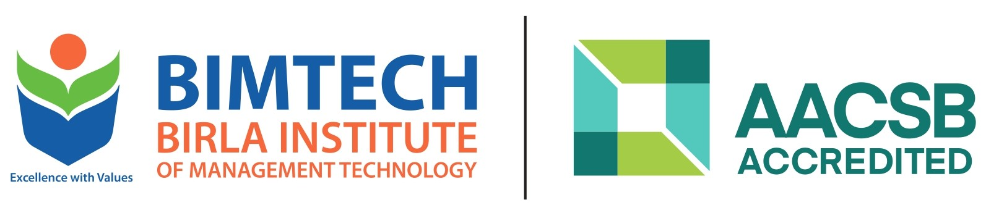 BIMTECH
BIRLA INSTITUTE
OF MANAGEMENT TECHNOLOGY
Excellence with Values
AACSB
ACCREDITED